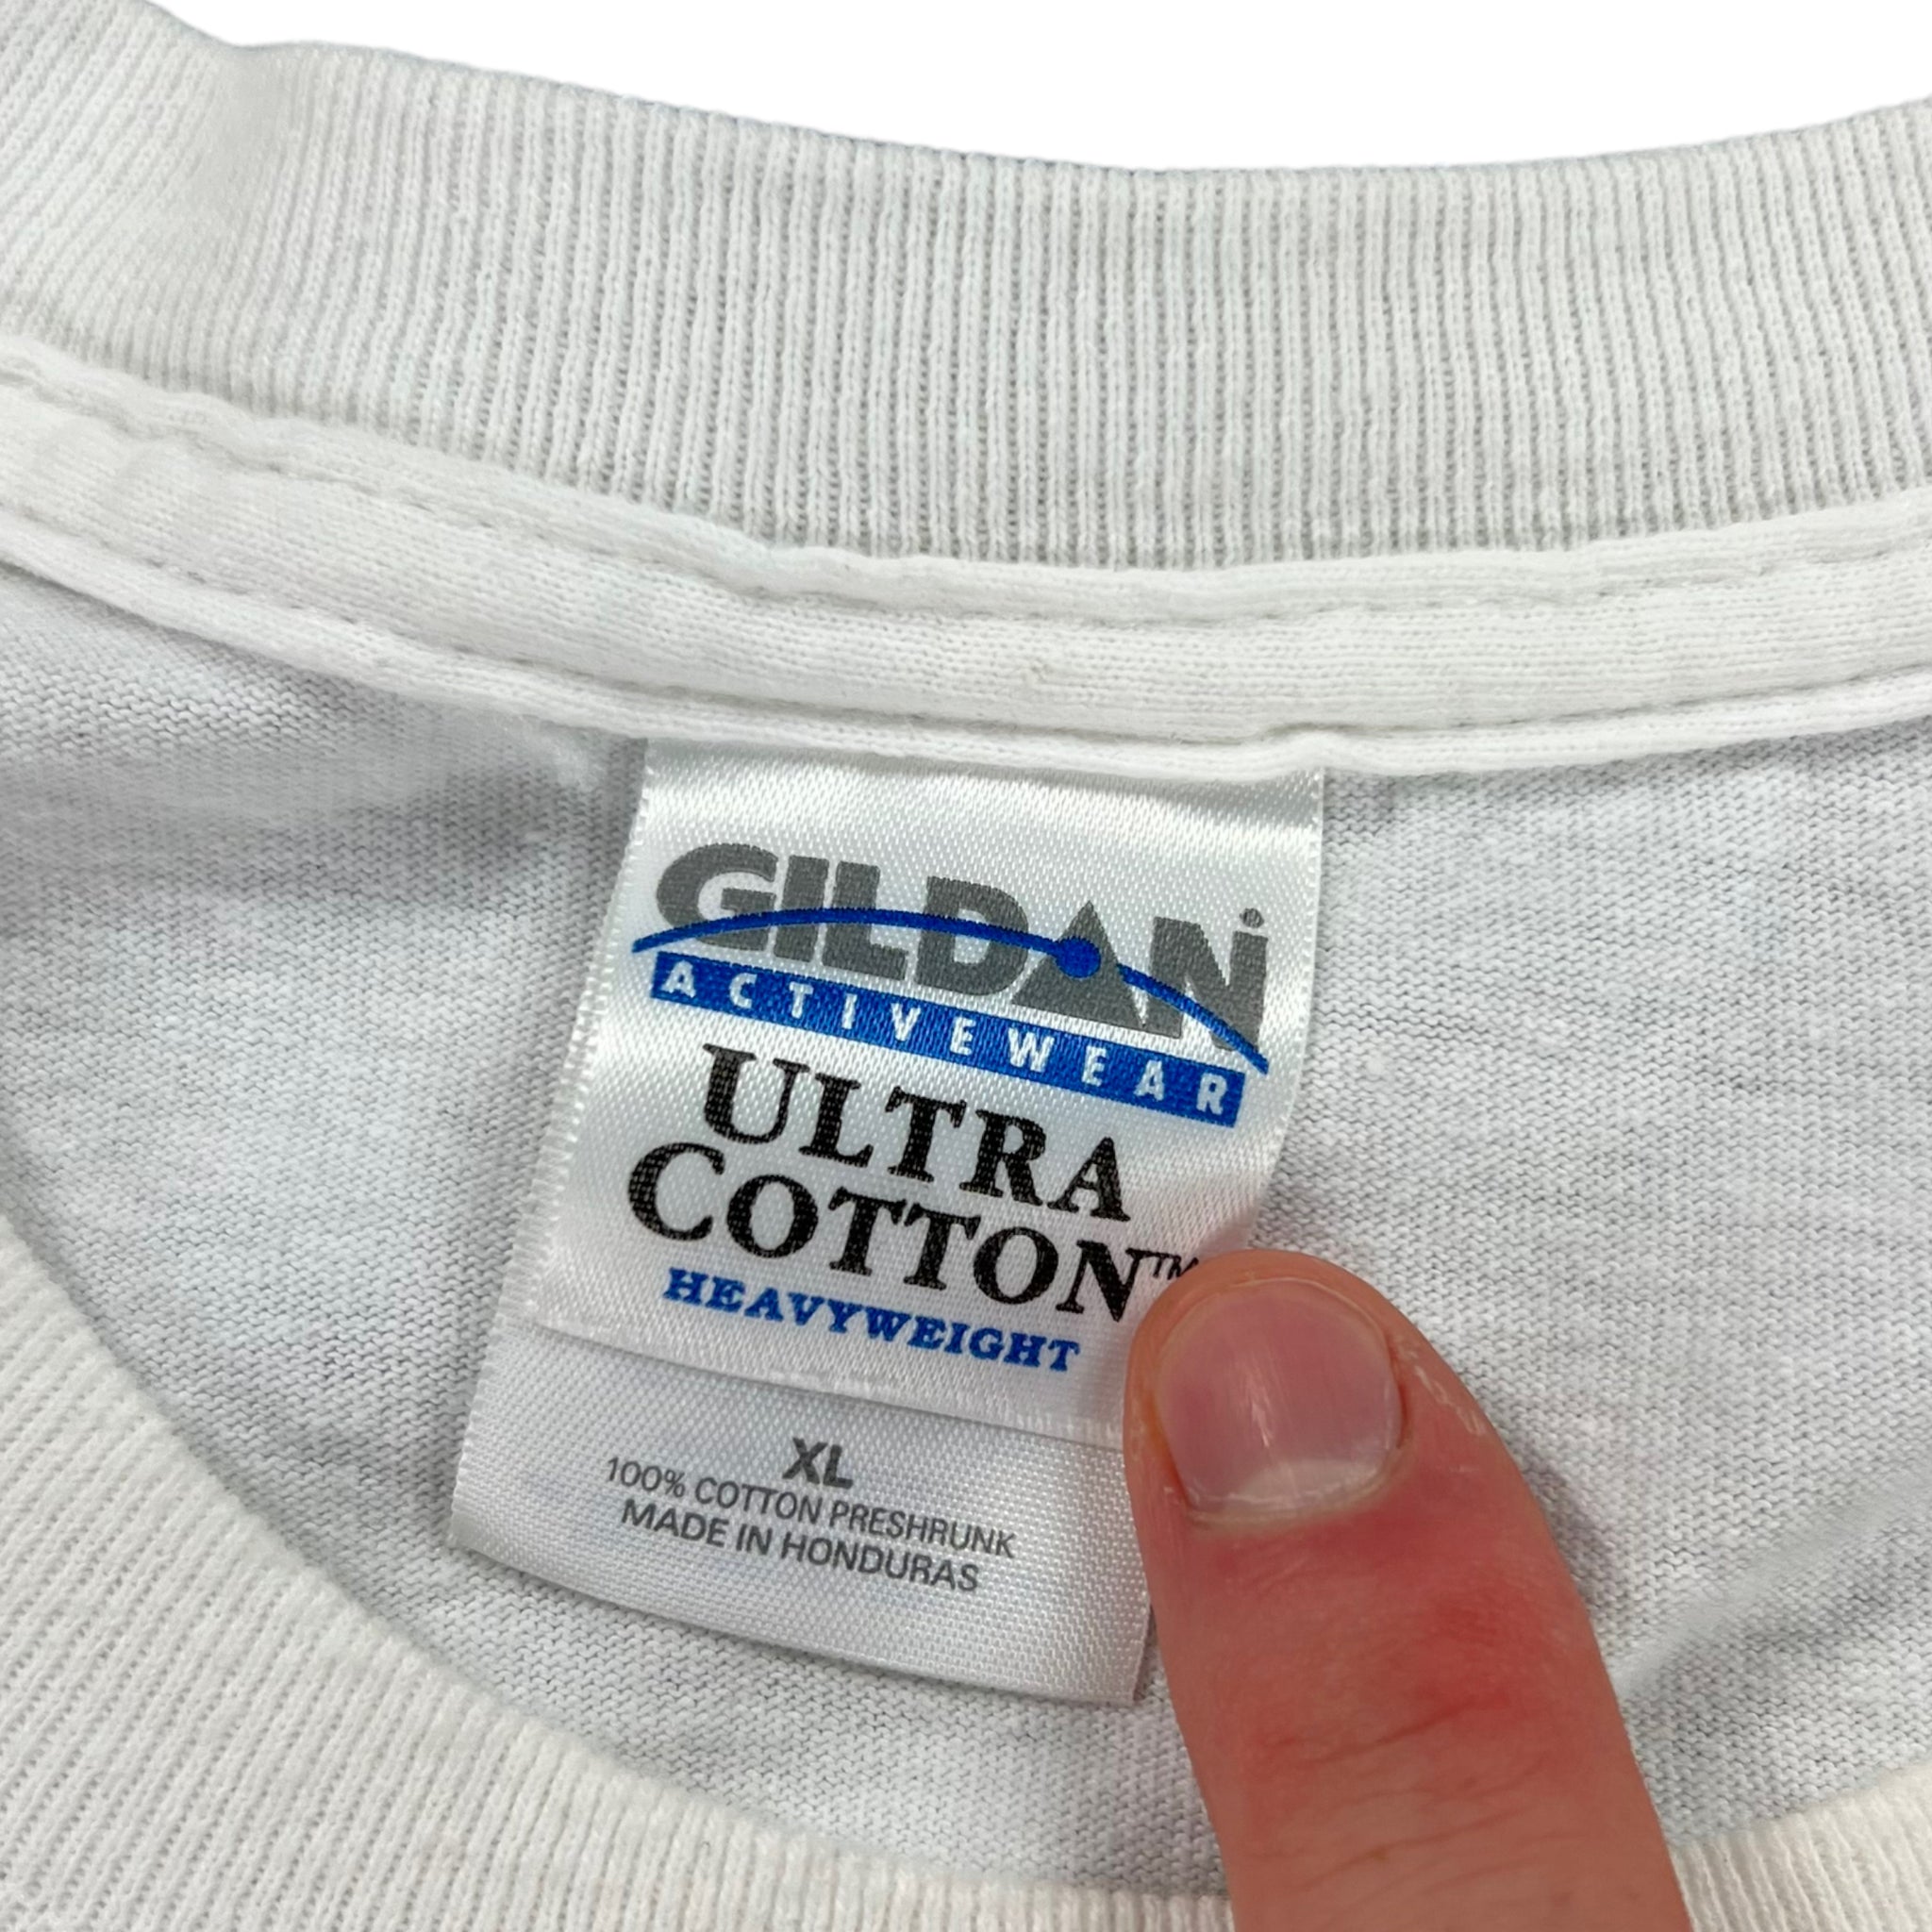 GILDAN®
ACTIVEWEAR
ULTRA
COTTON™
HEAVYWEIGHT
XL
100% COTTON PRESHRUNK
MADE IN HONDURAS